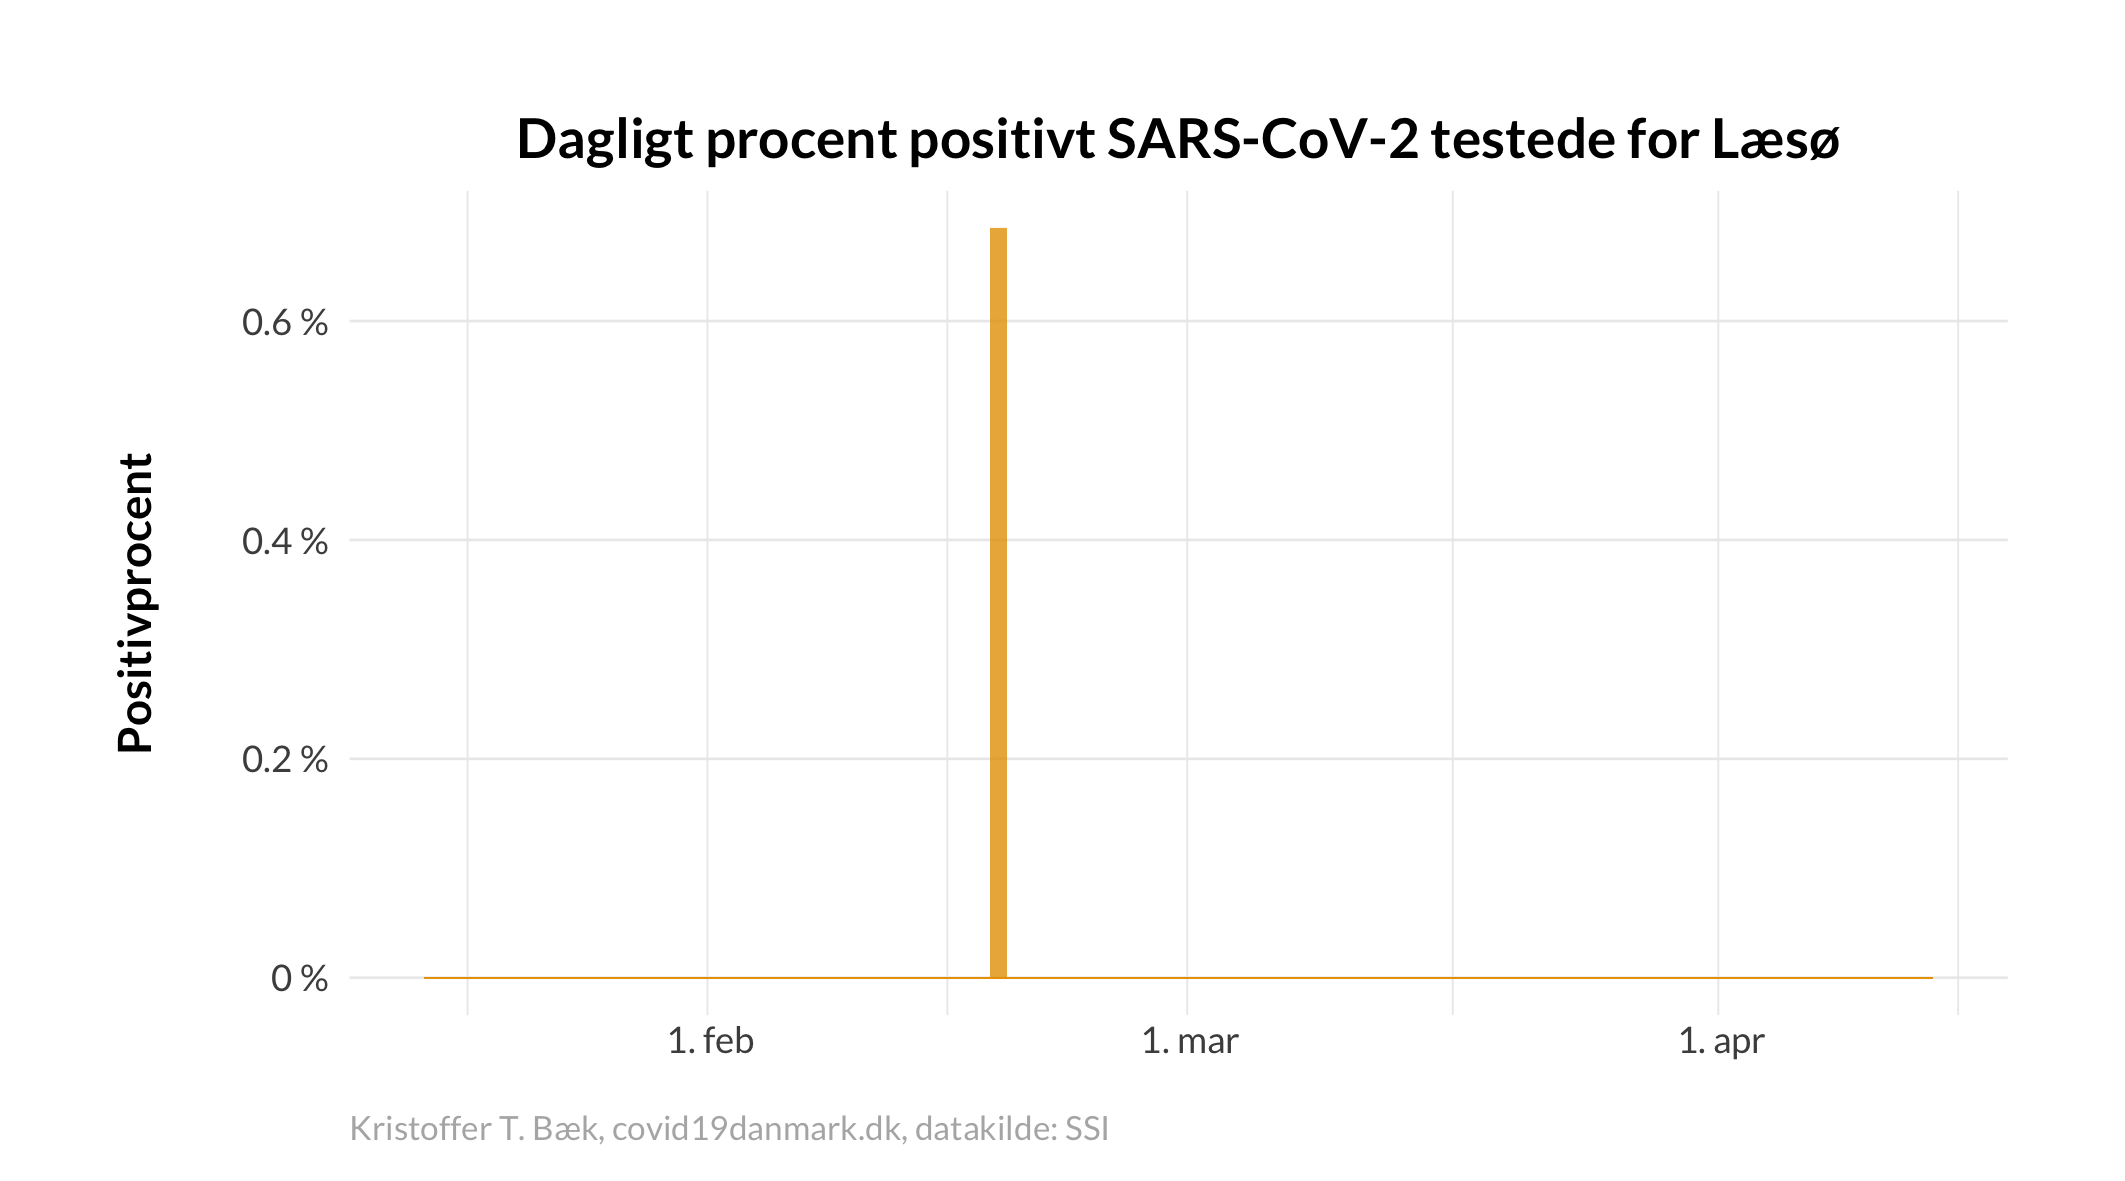 Dagligt procent positivt SARS-CoV-2 testede for Læsø
Positivprocent
0.6 %
0.4 %
0.2 %
0 %
1. feb
1. mar
1. apr
Kristoffer T. Bæk, covid19danmark.dk, datakilde: SSI